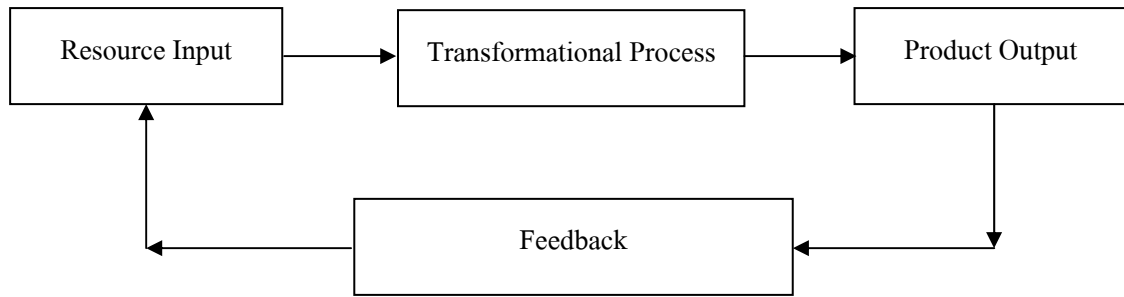 Resource Input
Transformational Process
Product Output
Feedback